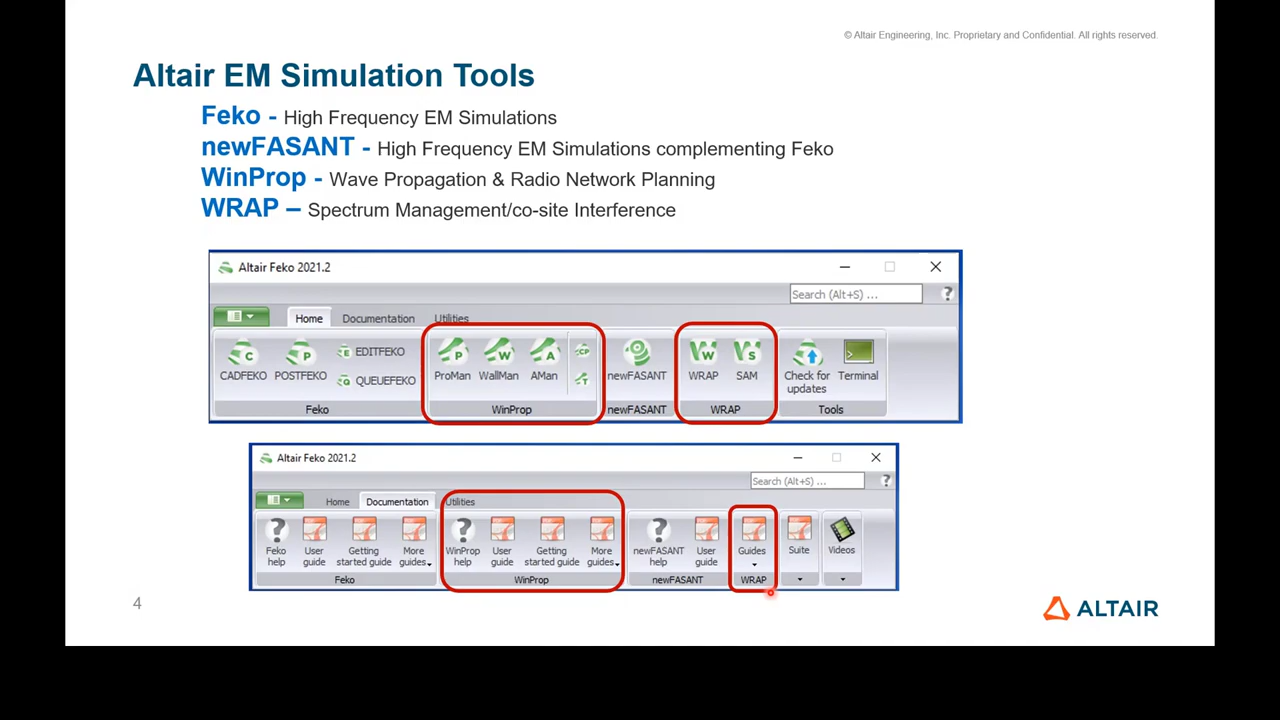 © Altair Engineering, Inc. Proprietary and Confidential. All rights reserved.
Altair EM Simulation Tools
Feko - High Frequency EM Simulations
newFASANT - High Frequency EM Simulations complementing Feko
WinProp - Wave Propagation & Radio Network Planning
WRAP – Spectrum Management/co-site Interference
Altair Feko 2021.2
Search (Alt+S) ...
Home Documentation Utilities
CADFEKO POSTFEKO EDITFEKO QUEUEFEKO ProMan WallMan AMan CP T newFASANT WRAP SAM Check for updates Terminal
Feko WinProp newFASANT WRAP Tools
Altair Feko 2021.2
Search (Alt+S) ...
Home Documentation Utilities
Feko help User guide Getting started guide More guides WinProp help User guide Getting started guide More guides newFASANT help User guide Guides Suite Videos
Feko WinProp newFASANT WRAP
4
ALTAIR